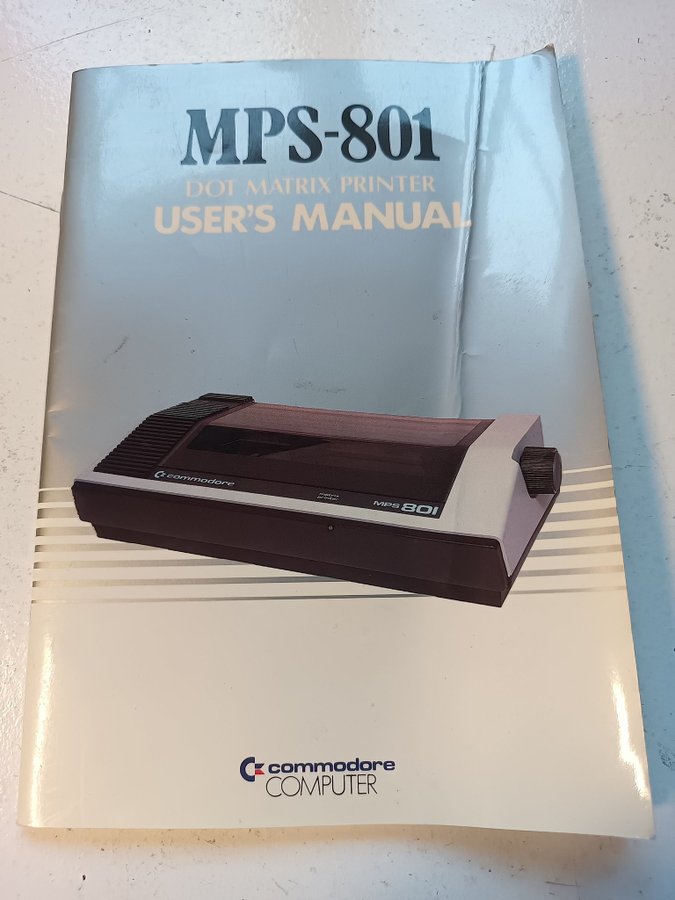 MPS-801
DOT MATRIX PRINTER
USER'S MANUAL
commodore
matrix
printer
MPS 801
commodore
COMPUTER